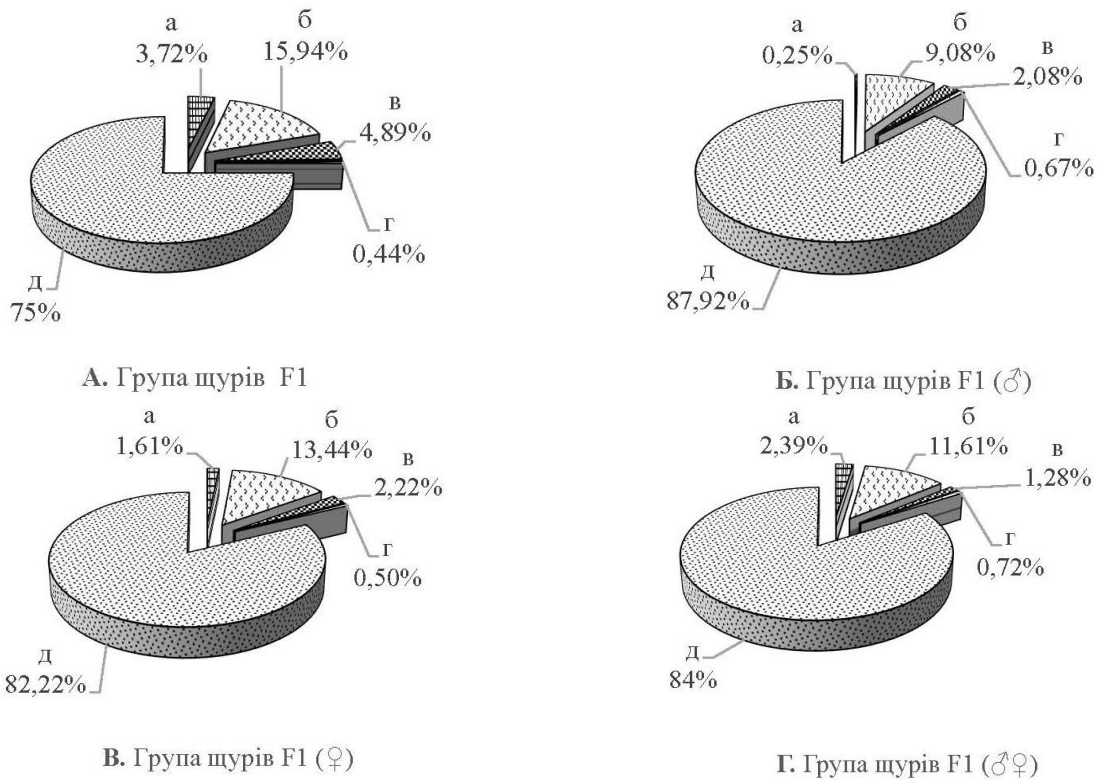 а
3,72%
б
15,94%
в
4,89%
г
0,44%
д
75%
А. Група щурів F1
а
0,25%
б
9,08%
в
2,08%
г
0,67%
д
87,92%
Б. Група щурів F1 (♂)
а
1,61%
б
13,44%
в
2,22%
г
0,50%
д
82,22%
В. Група щурів F1 (♀)
а
2,39%
б
11,61%
в
1,28%
г
0,72%
д
84%
Г. Група щурів F1 (♂♀)